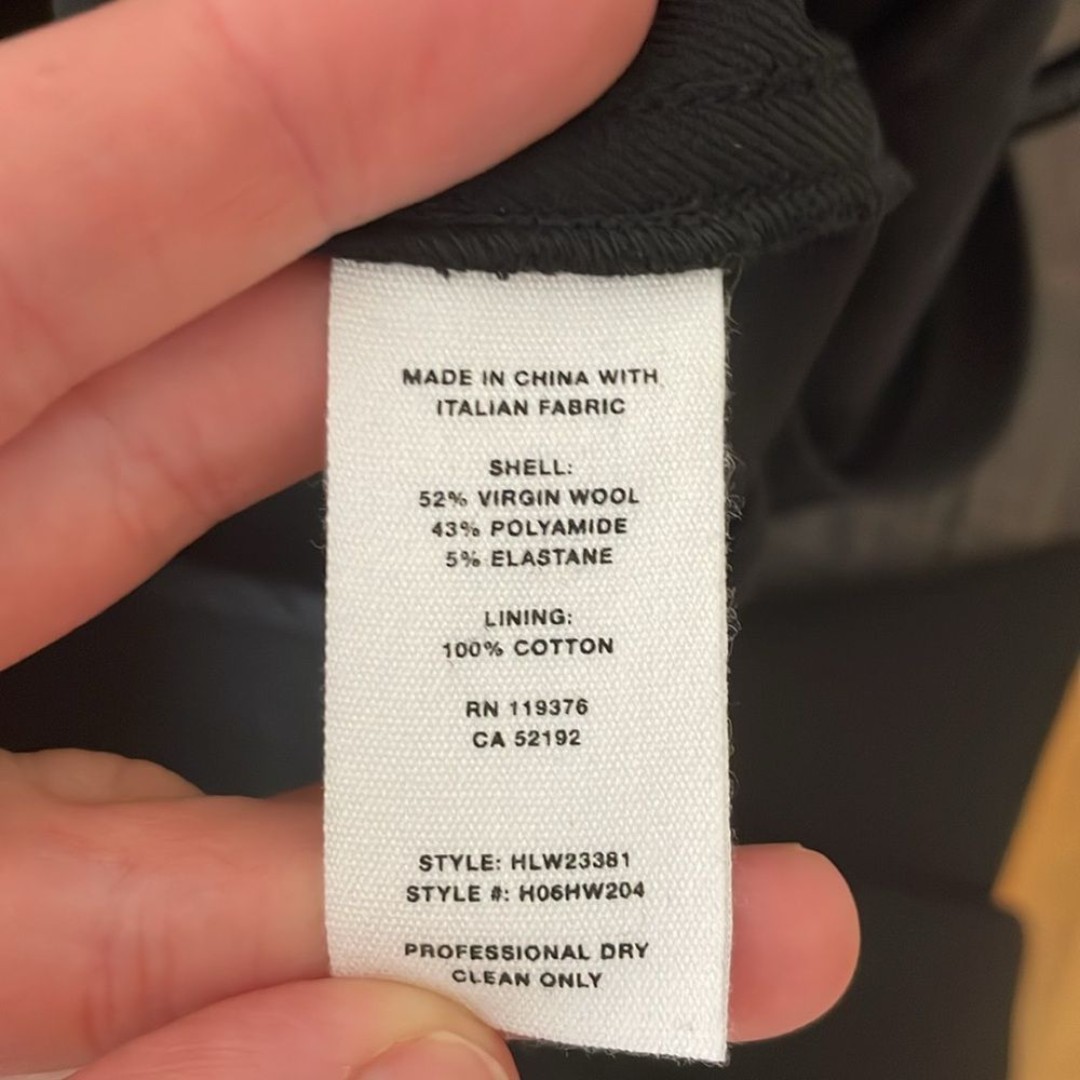 MADE IN CHINA WITH
ITALIAN FABRIC
SHELL:
52% VIRGIN WOOL
43% POLYAMIDE
5% ELASTANE
LINING:
100% COTTON
RN 119376
CA 52192
STYLE: HLW23381
STYLE #: H06HW204
PROFESSIONAL DRY
CLEAN ONLY